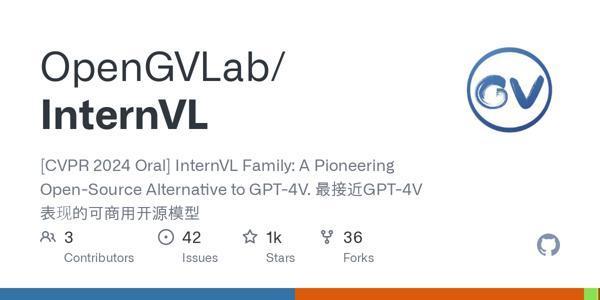 OpenGVLab/
InternVL
GV
[CVPR 2024 Oral] InternVL Family: A Pioneering
Open-Source Alternative to GPT-4V. 最接近GPT-4V
表现的可商用开源模型
3 42 1k 36
Contributors Issues Stars Forks